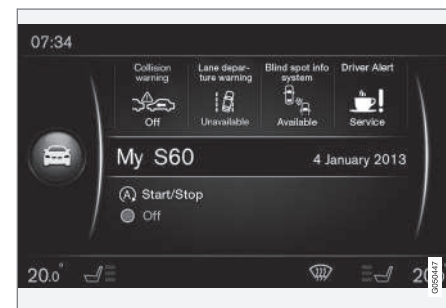 07:34
Collision warning
Lane depar-
ture warning
Blind spot info system
Driver Alert
Off
Unavailable
Available
Service
My S60
4 January 2013
A Start/Stop
Off
20.0°
G050447